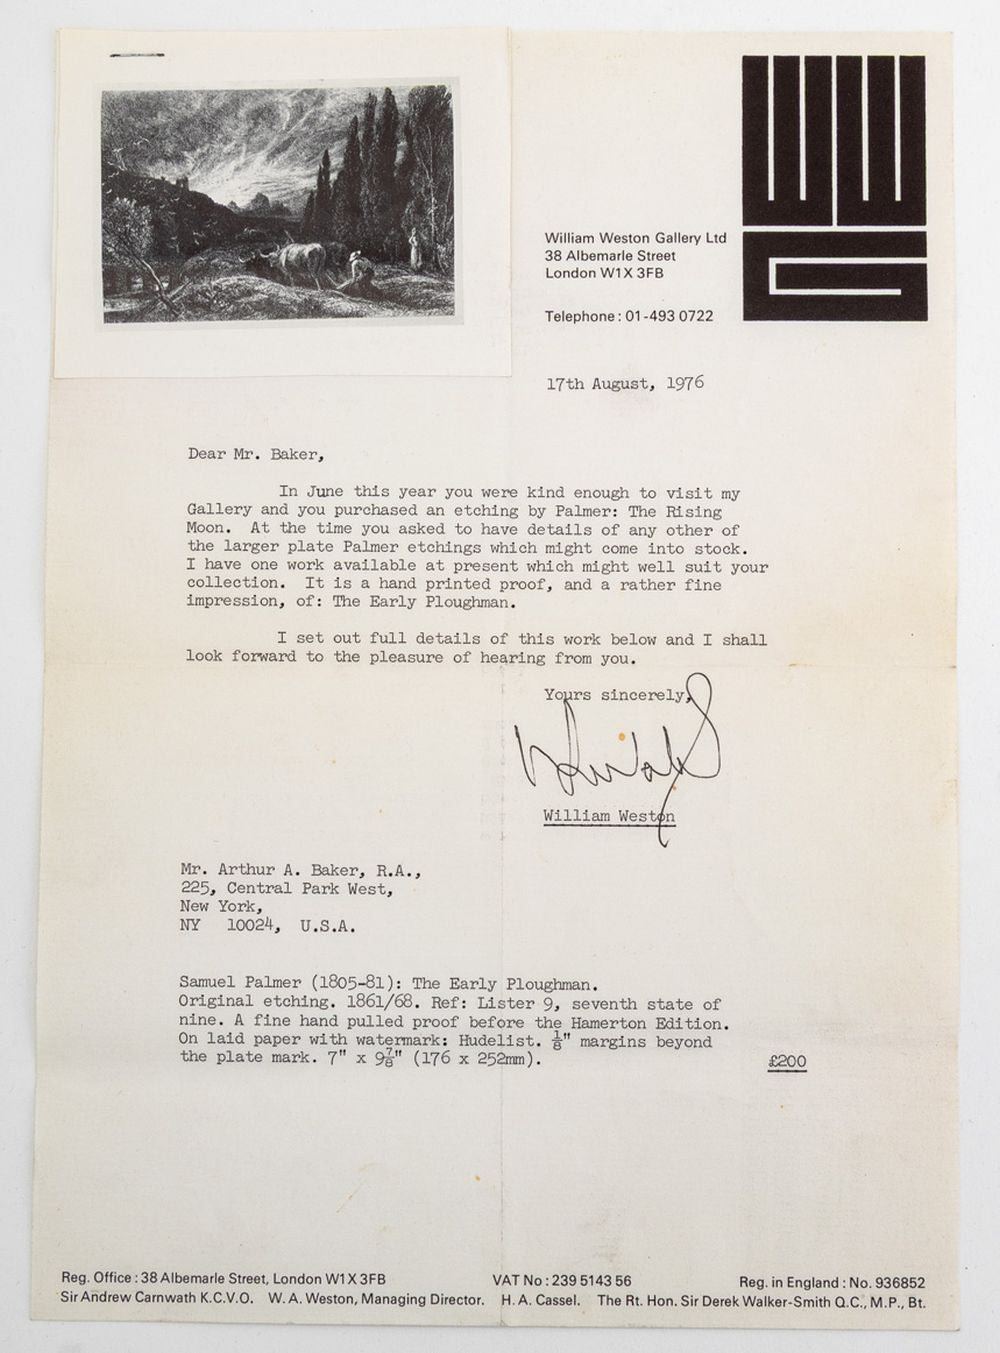 William Weston Gallery Ltd
38 Albemarle Street
London W1X 3FB
Telephone : 01-493 0722
17th August, 1976
Dear Mr. Baker,
In June this year you were kind enough to visit my
Gallery and you purchased an etching by Palmer: The Rising
Moon. At the time you asked to have details of any other of
the larger plate Palmer etchings which might come into stock.
I have one work available at present which might well suit your
collection. It is a hand printed proof, and a rather fine
impression, of: The Early Ploughman.
I set out full details of this work below and I shall
look forward to the pleasure of hearing from you.
Yours sincerely,
William Weston
Mr. Arthur A. Baker, R.A.,
225, Central Park West,
New York,
NY 10024, U.S.A.
Samuel Palmer (1805-81): The Early Ploughman.
Original etching. 1861/68. Ref: Lister 9, seventh state of
nine. A fine hand pulled proof before the Hamerton Edition.
On laid paper with watermark: Hudelist. ⅛" margins beyond
the plate mark. 7" x 9⅞" (176 x 252mm).
£200
Reg. Office : 38 Albemarle Street, London W1X 3FB VAT No : 239 5143 56 Reg. in England : No. 936852
Sir Andrew Carnwath K.C.V.O. W. A. Weston, Managing Director. H. A. Cassel. The Rt. Hon. Sir Derek Walker-Smith Q.C., M.P., Bt.